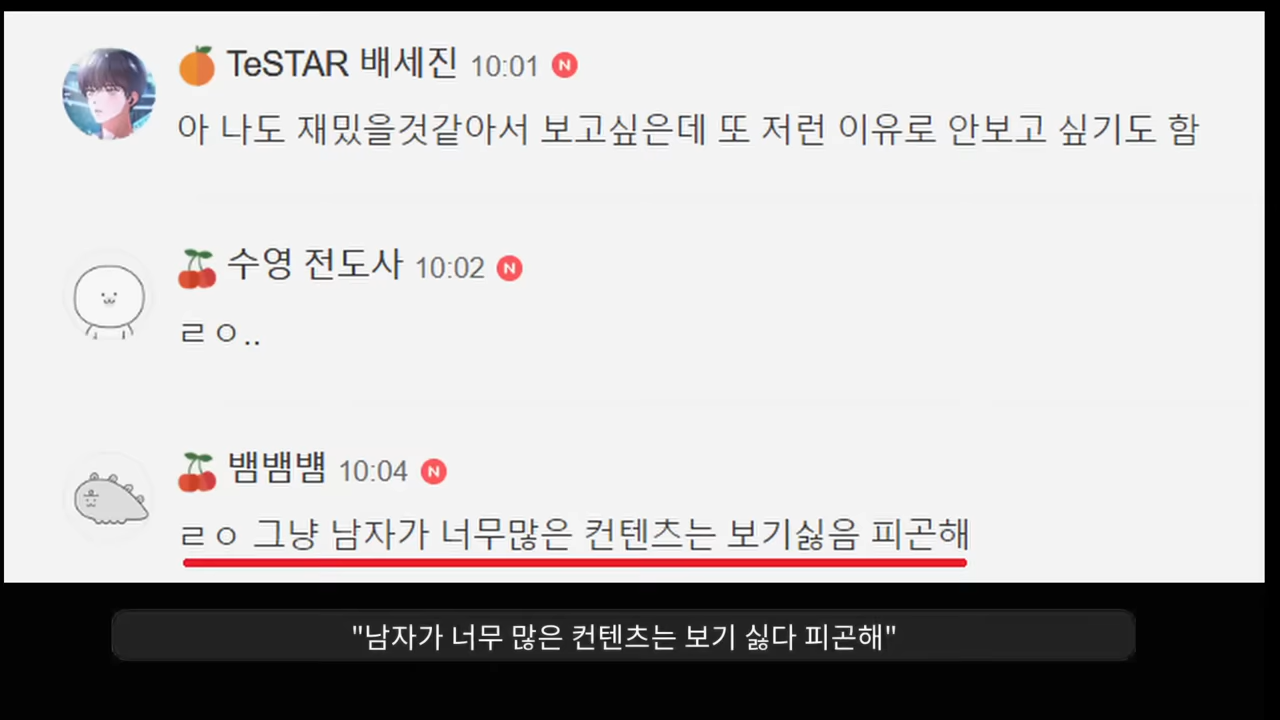 TeSTAR 배세진 10:01 N
아 나도 재밌을것같아서 보고싶은데 또 저런 이유로 안보고 싶기도 함
수영 전도사 10:02 N
ㄹㅇ..
뱀뱀뱜 10:04 N
ㄹㅇ 그냥 남자가 너무많은 컨텐츠는 보기싫음 피곤해
"남자가 너무 많은 컨텐츠는 보기 싫다 피곤해"